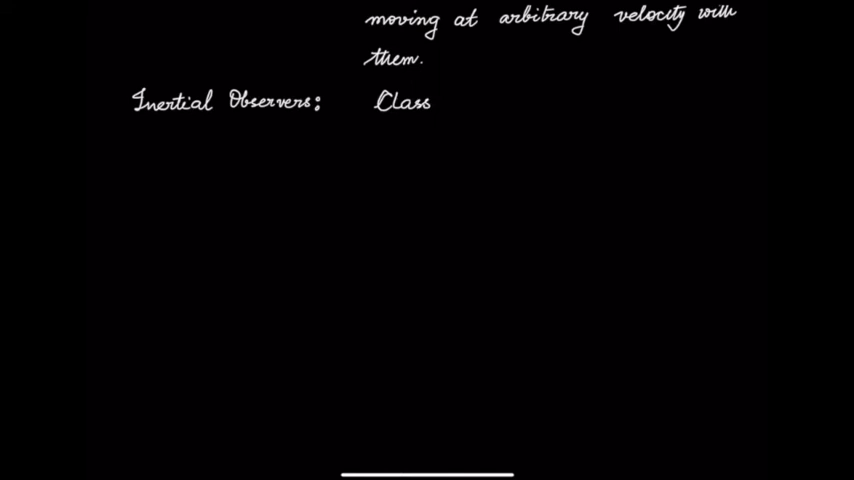 moving at arbitrary velocity with
them.
Inertial Observers: Class